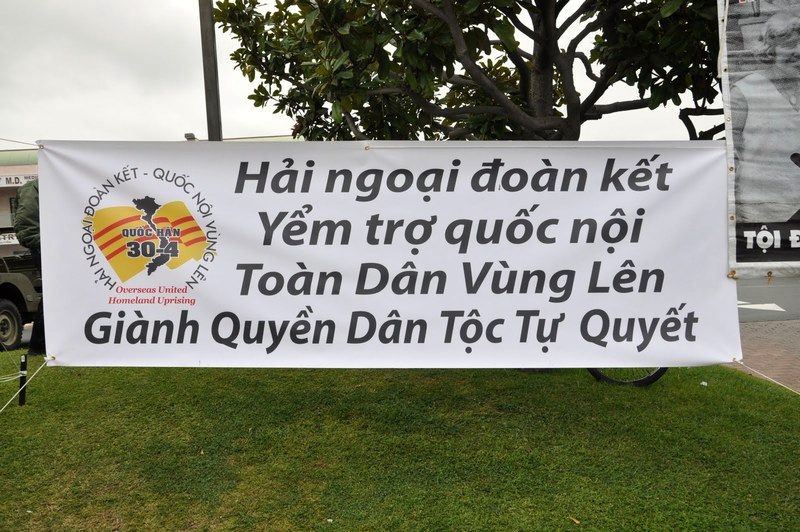 HẢI NGOẠI ĐOÀN KẾT - QUỐC NỘI VÙNG LÊN
QUỐC HẬN
30-4
Overseas United
Homeland Uprising
Hải ngoại đoàn kết
Yểm trợ quốc nội
Toàn Dân Vùng Lên
Giành Quyền Dân Tộc Tự Quyết
TỘI Đ
M.D.